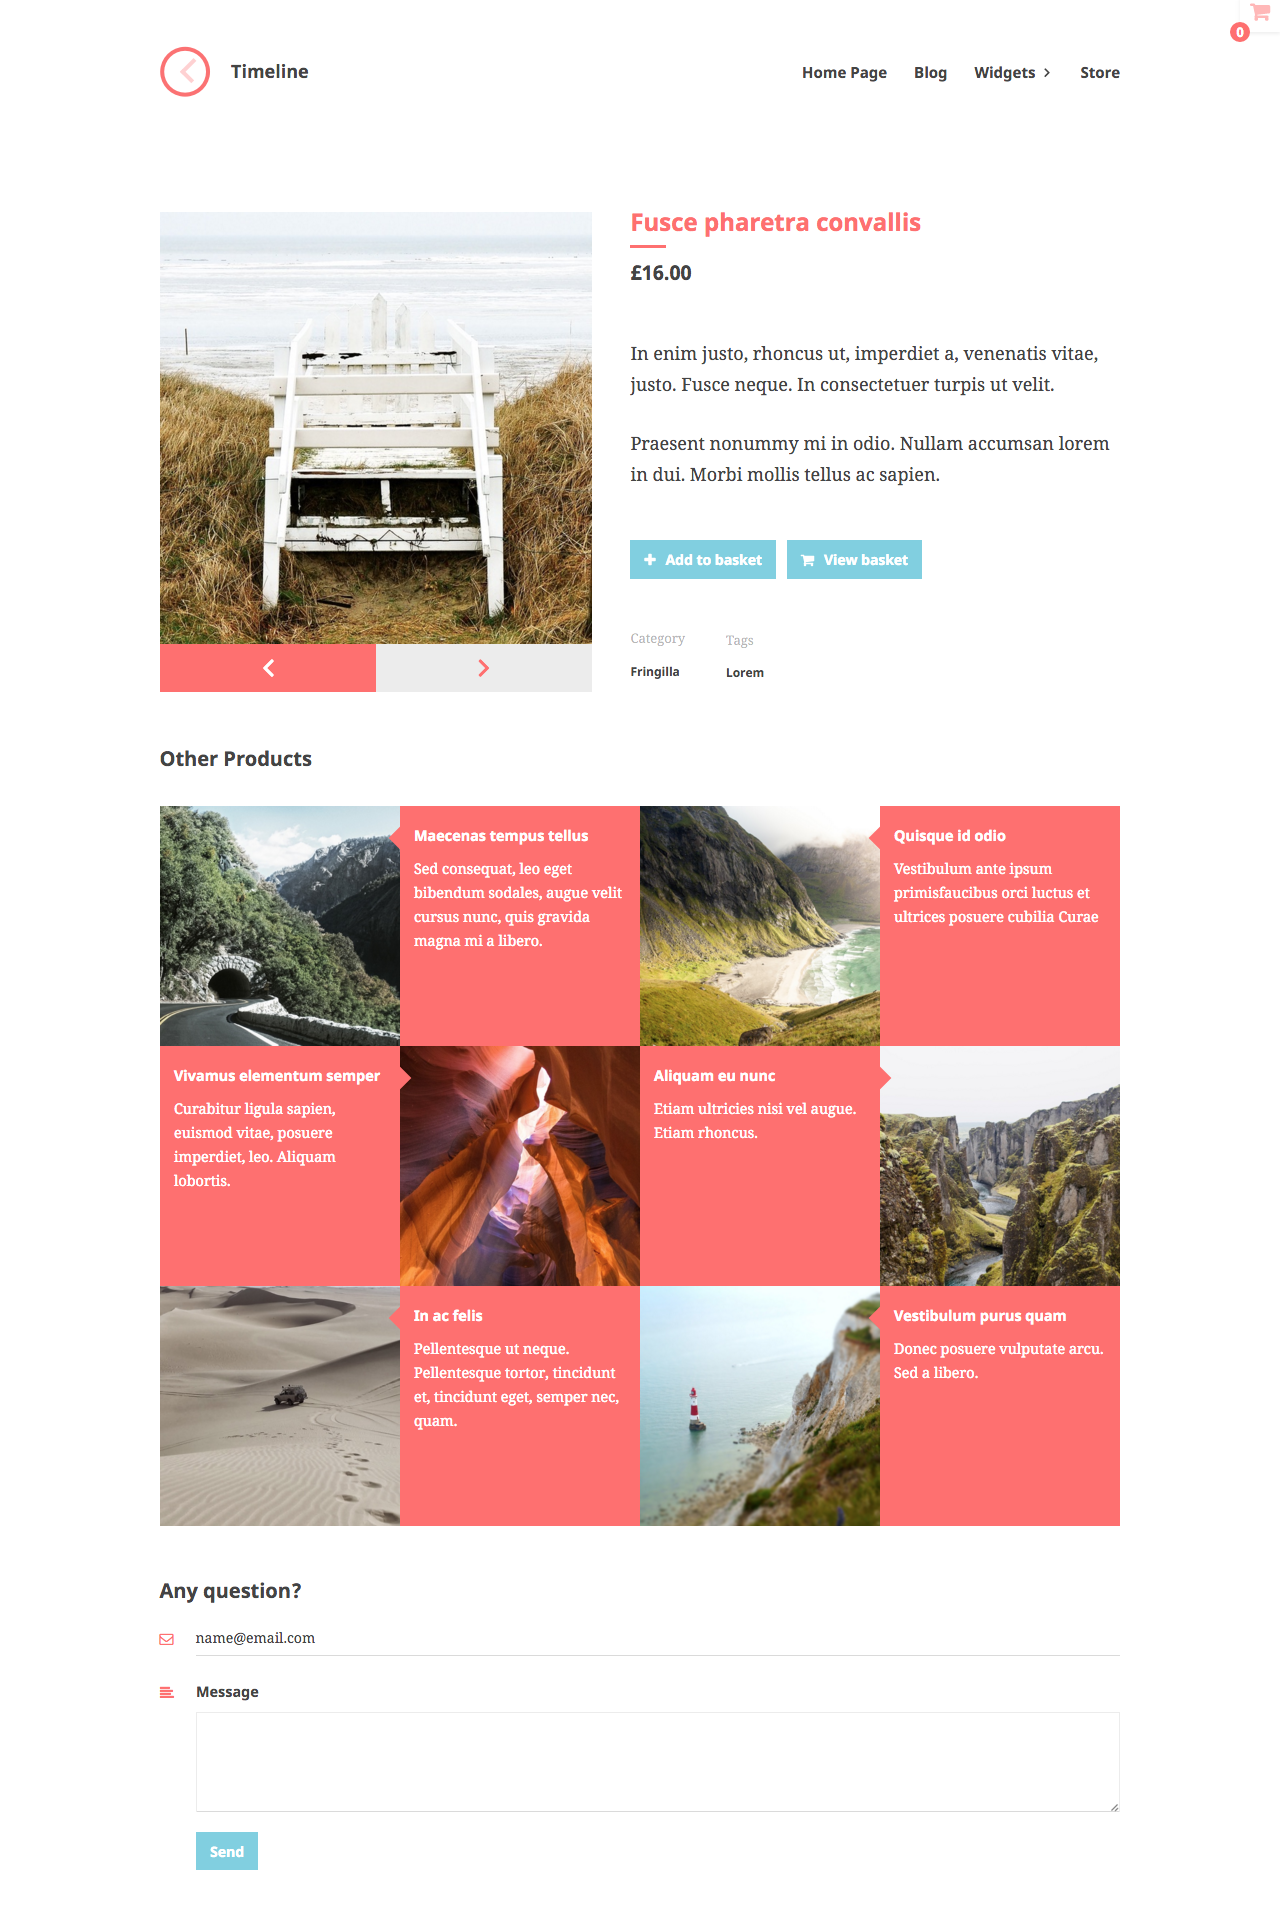 0
Timeline
Home Page Blog Widgets Store
Fusce pharetra convallis
£16.00
In enim justo, rhoncus ut, imperdiet a, venenatis vitae,
justo. Fusce neque. In consectetuer turpis ut velit.
Praesent nonummy mi in odio. Nullam accumsan lorem
in dui. Morbi mollis tellus ac sapien.
Add to basket View basket
Category Tags
Fringilla Lorem
Other Products
Maecenas tempus tellus
Sed consequat, leo eget
bibendum sodales, augue velit
cursus nunc, quis gravida
magna mi a libero.
Quisque id odio
Vestibulum ante ipsum
primisfaucibus orci luctus et
ultrices posuere cubilia Curae
Vivamus elementum semper
Curabitur ligula sapien,
euismod vitae, posuere
imperdiet, leo. Aliquam
lobortis.
Aliquam eu nunc
Etiam ultricies nisi vel augue.
Etiam rhoncus.
In ac felis
Pellentesque ut neque.
Pellentesque tortor, tincidunt
et, tincidunt eget, semper nec,
quam.
Vestibulum purus quam
Donec posuere vulputate arcu.
Sed a libero.
Any question?
name@email.com
Message
Send